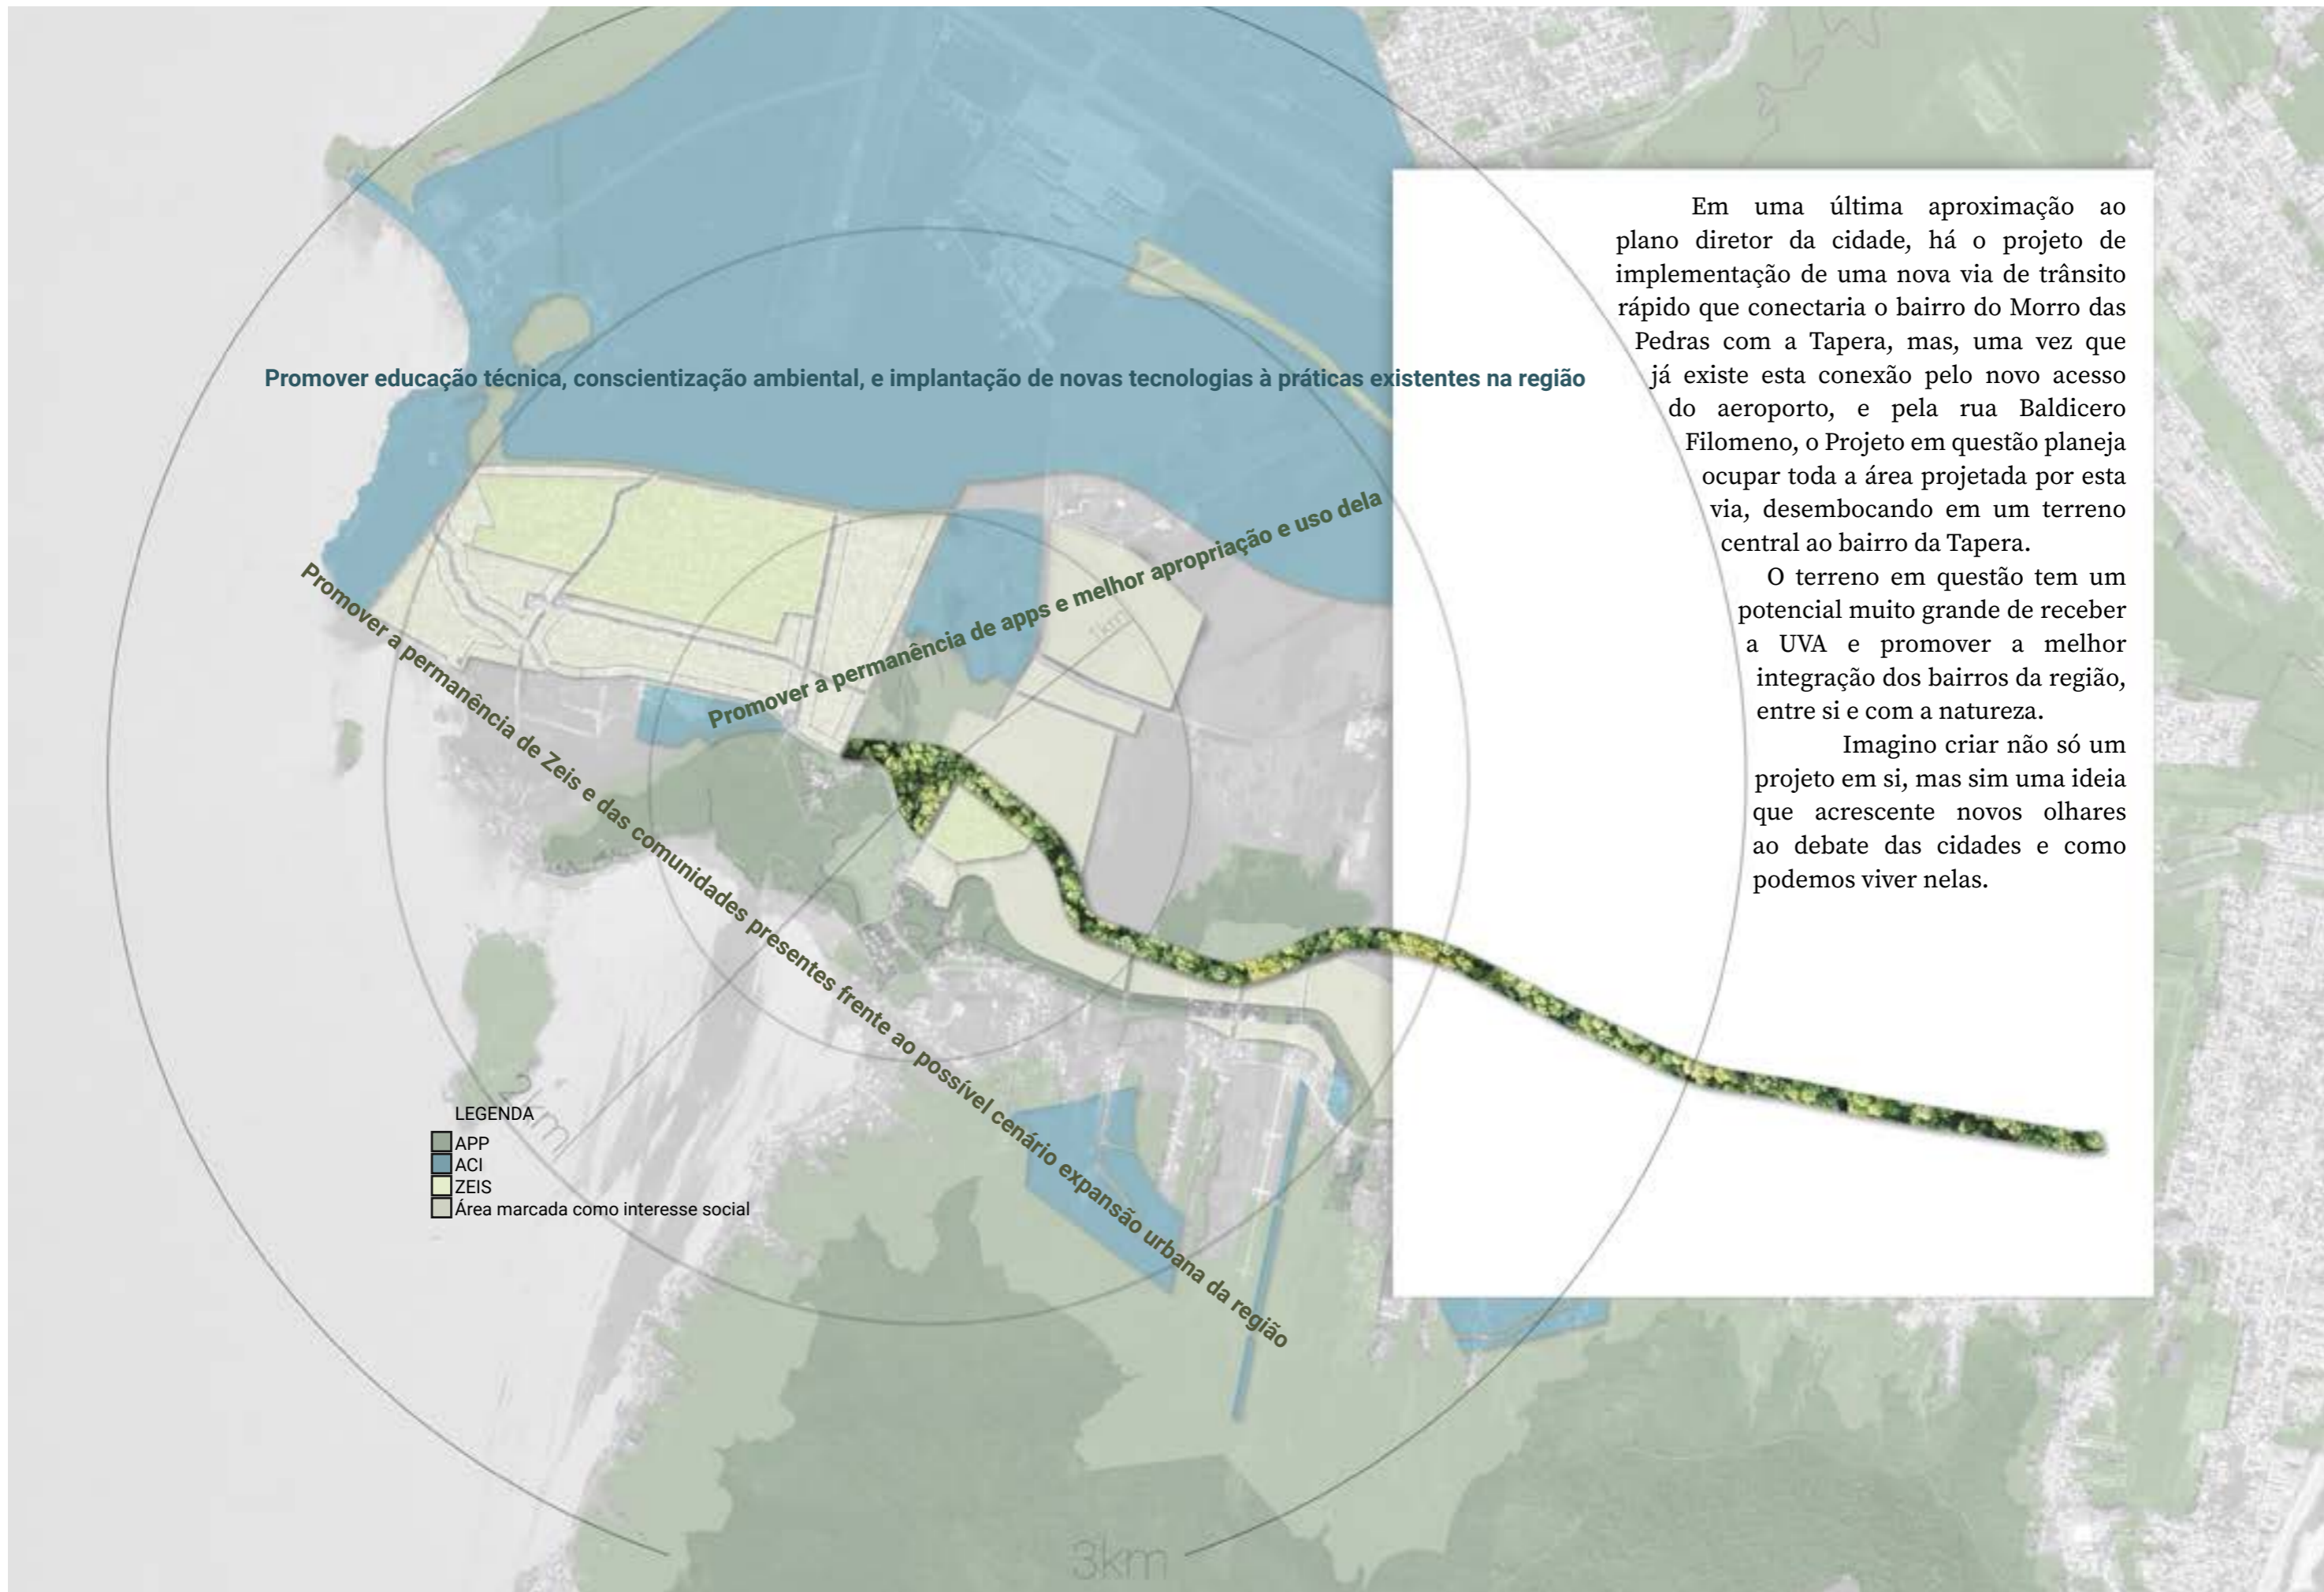 Em uma última aproximação ao
plano diretor da cidade, há o projeto de
implementação de uma nova via de trânsito
rápido que conectaria o bairro do Morro das
Pedras com a Tapera, mas, uma vez que
já existe esta conexão pelo novo acesso
do aeroporto, e pela rua Baldicero
Filomeno, o Projeto em questão planeja
ocupar toda a área projetada por esta
via, desembocando em um terreno
central ao bairro da Tapera.
O terreno em questão tem um
potencial muito grande de receber
a UVA e promover a melhor
integração dos bairros da região,
entre si e com a natureza.
Imagino criar não só um
projeto em si, mas sim uma ideia
que acrescente novos olhares
ao debate das cidades e como
podemos viver nelas.
Promover educação técnica, conscientização ambiental, e implantação de novas tecnologias à práticas existentes na região
Promover a permanência de apps e melhor apropriação e uso dela
Promover a permanência de Zeis e das comunidades presentes frente ao possível cenário expansão urbana da região
1km
2km
3km
LEGENDA
APP
ACI
ZEIS
Área marcada como interesse social